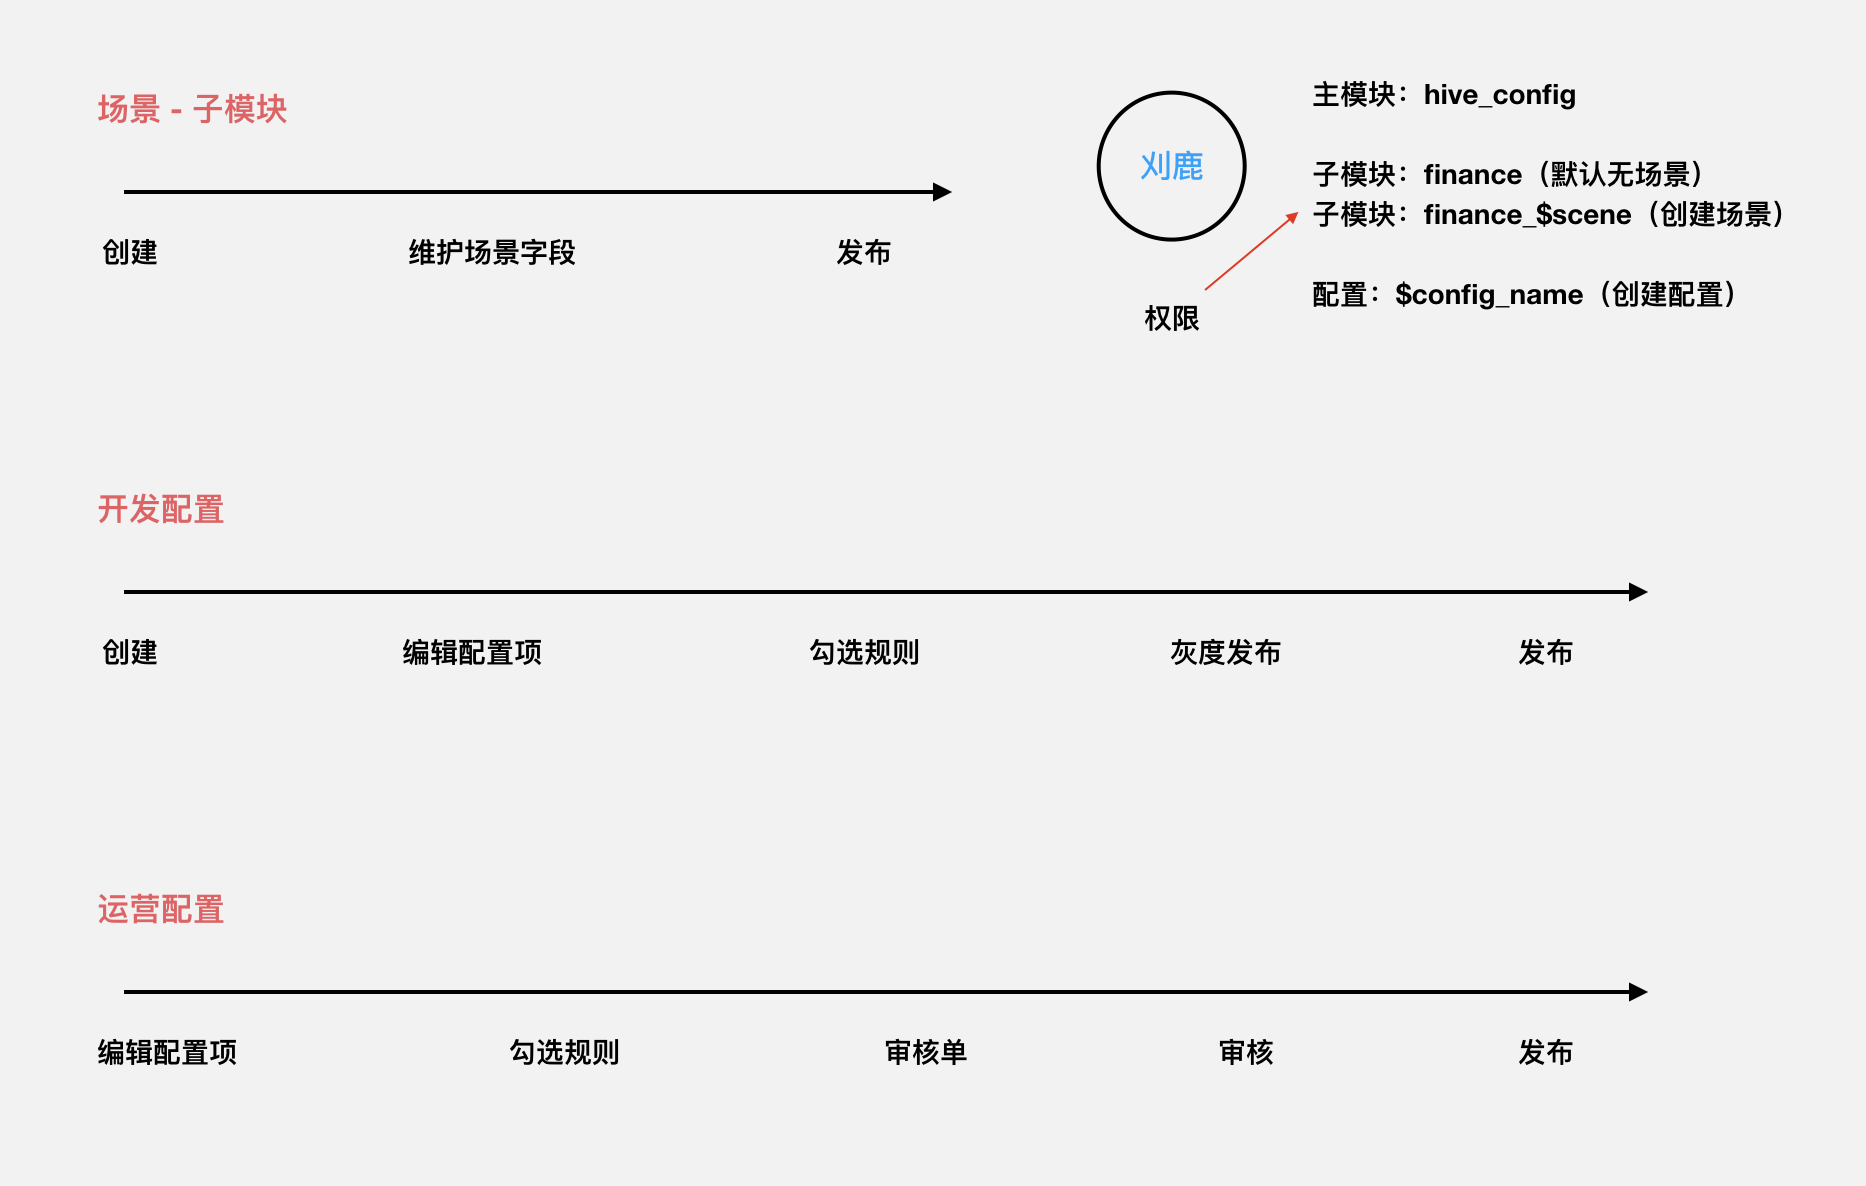 场景 - 子模块
创建
维护场景字段
发布
刈鹿
权限
主模块：hive_config
子模块：finance（默认无场景）
子模块：finance_$scene（创建场景）
配置：$config_name（创建配置）
开发配置
创建
编辑配置项
勾选规则
灰度发布
发布
运营配置
编辑配置项
勾选规则
审核单
审核
发布